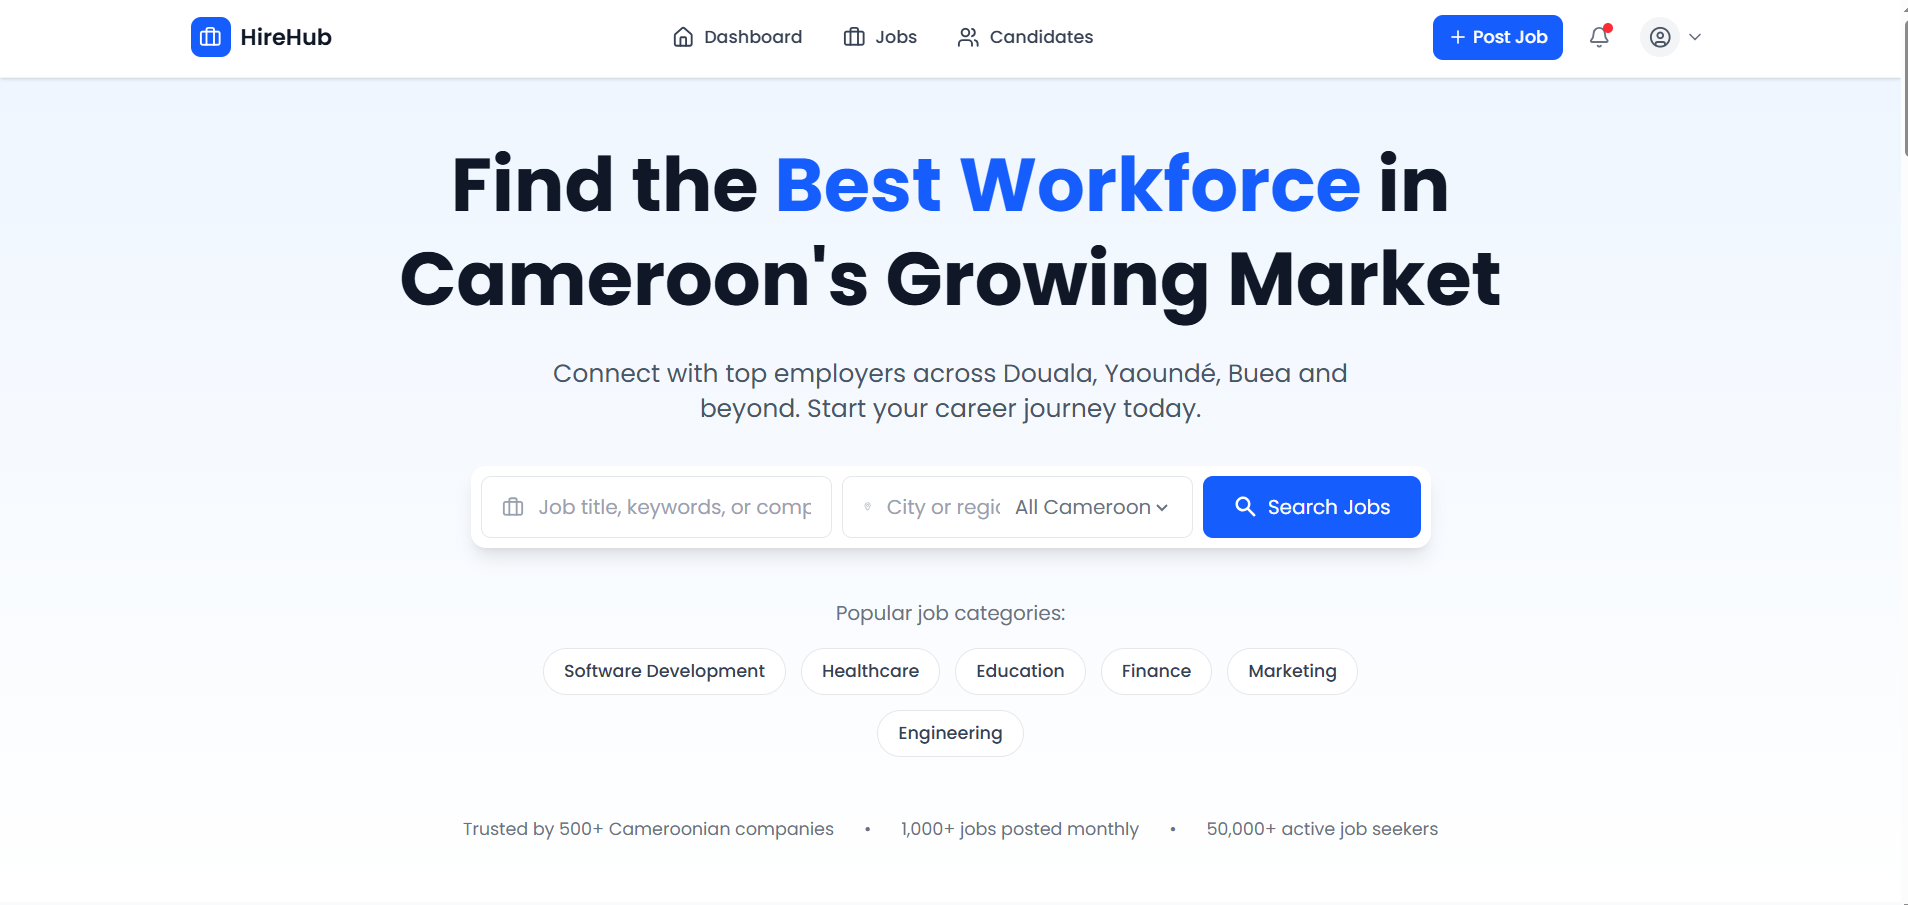 HireHub
Dashboard
Jobs
Candidates
Post Job
Find the Best Workforce in
Cameroon's Growing Market
Connect with top employers across Douala, Yaoundé, Buea and
beyond. Start your career journey today.
Job title, keywords, or comp
City or regic
All Cameroon
Search Jobs
Popular job categories:
Software Development
Healthcare
Education
Finance
Marketing
Engineering
Trusted by 500+ Cameroonian companies • 1,000+ jobs posted monthly • 50,000+ active job seekers